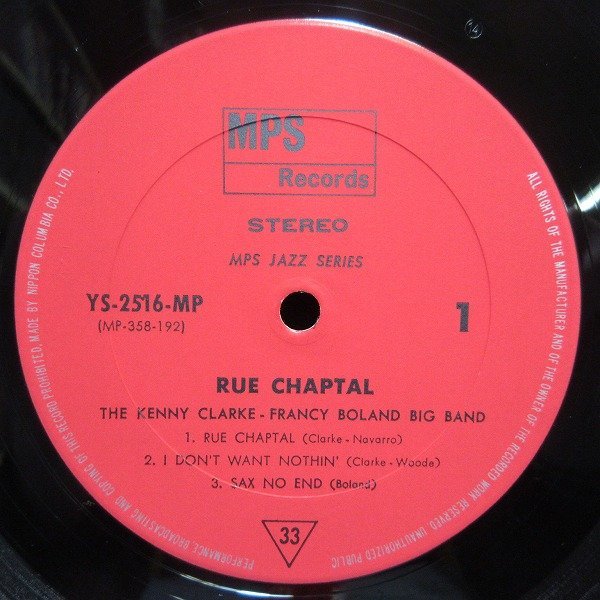 MPS
Records
STEREO
MPS JAZZ SERIES
YS-2516-MP
(MP-358-192)
1
RUE CHAPTAL
THE KENNY CLARKE - FRANCY BOLAND BIG BAND
1. RUE CHAPTAL (Clarke - Navarro)
2. I DON'T WANT NOTHIN' (Clarke - Woode)
3. SAX NO END (Boland)
33
ALL RIGHTS OF THE MANUFACTURER AND OF THE OWNER OF THE RECORDED WORK RESERVED UNAUTHORIZED PUBLIC PERFORMANCE, BROADCASTING AND COPYING OF THIS RECORD PROHIBITED, MADE BY NIPPON COLUMBIA CO., LTD.